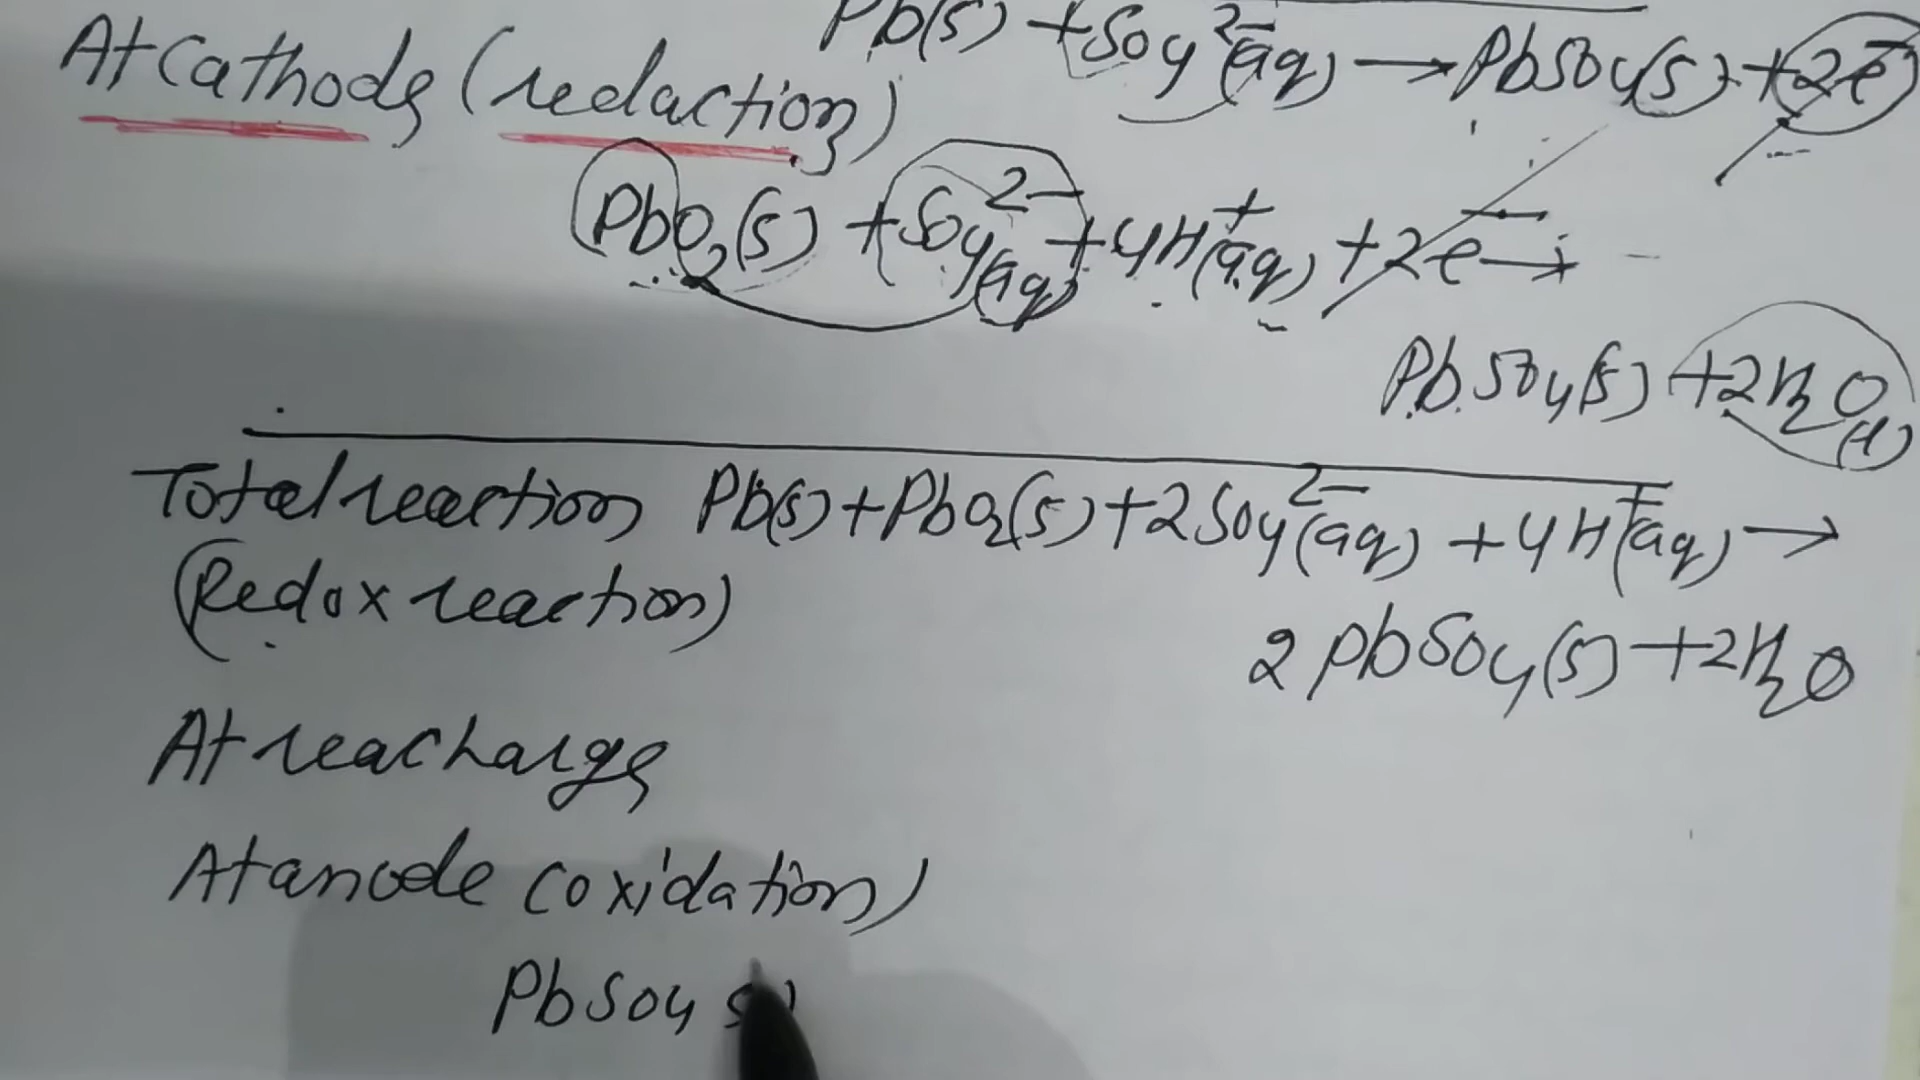 Pb(s) + SO4 2-(aq) → PbSO4(s) + 2e-
At Cathode (redaction)
PbO2(s) + SO4 2-(aq) + 4H+(aq) + 2e- →
PbSO4(s) + 2H2O(l)
Total reaction Pb(s) + PbO2(s) + 2SO4 2-(aq) + 4H+(aq) →
(Redox reaction)
2PbSO4(s) + 2H2O
At reacharge
At anode (oxidation)
PbSO4 s)